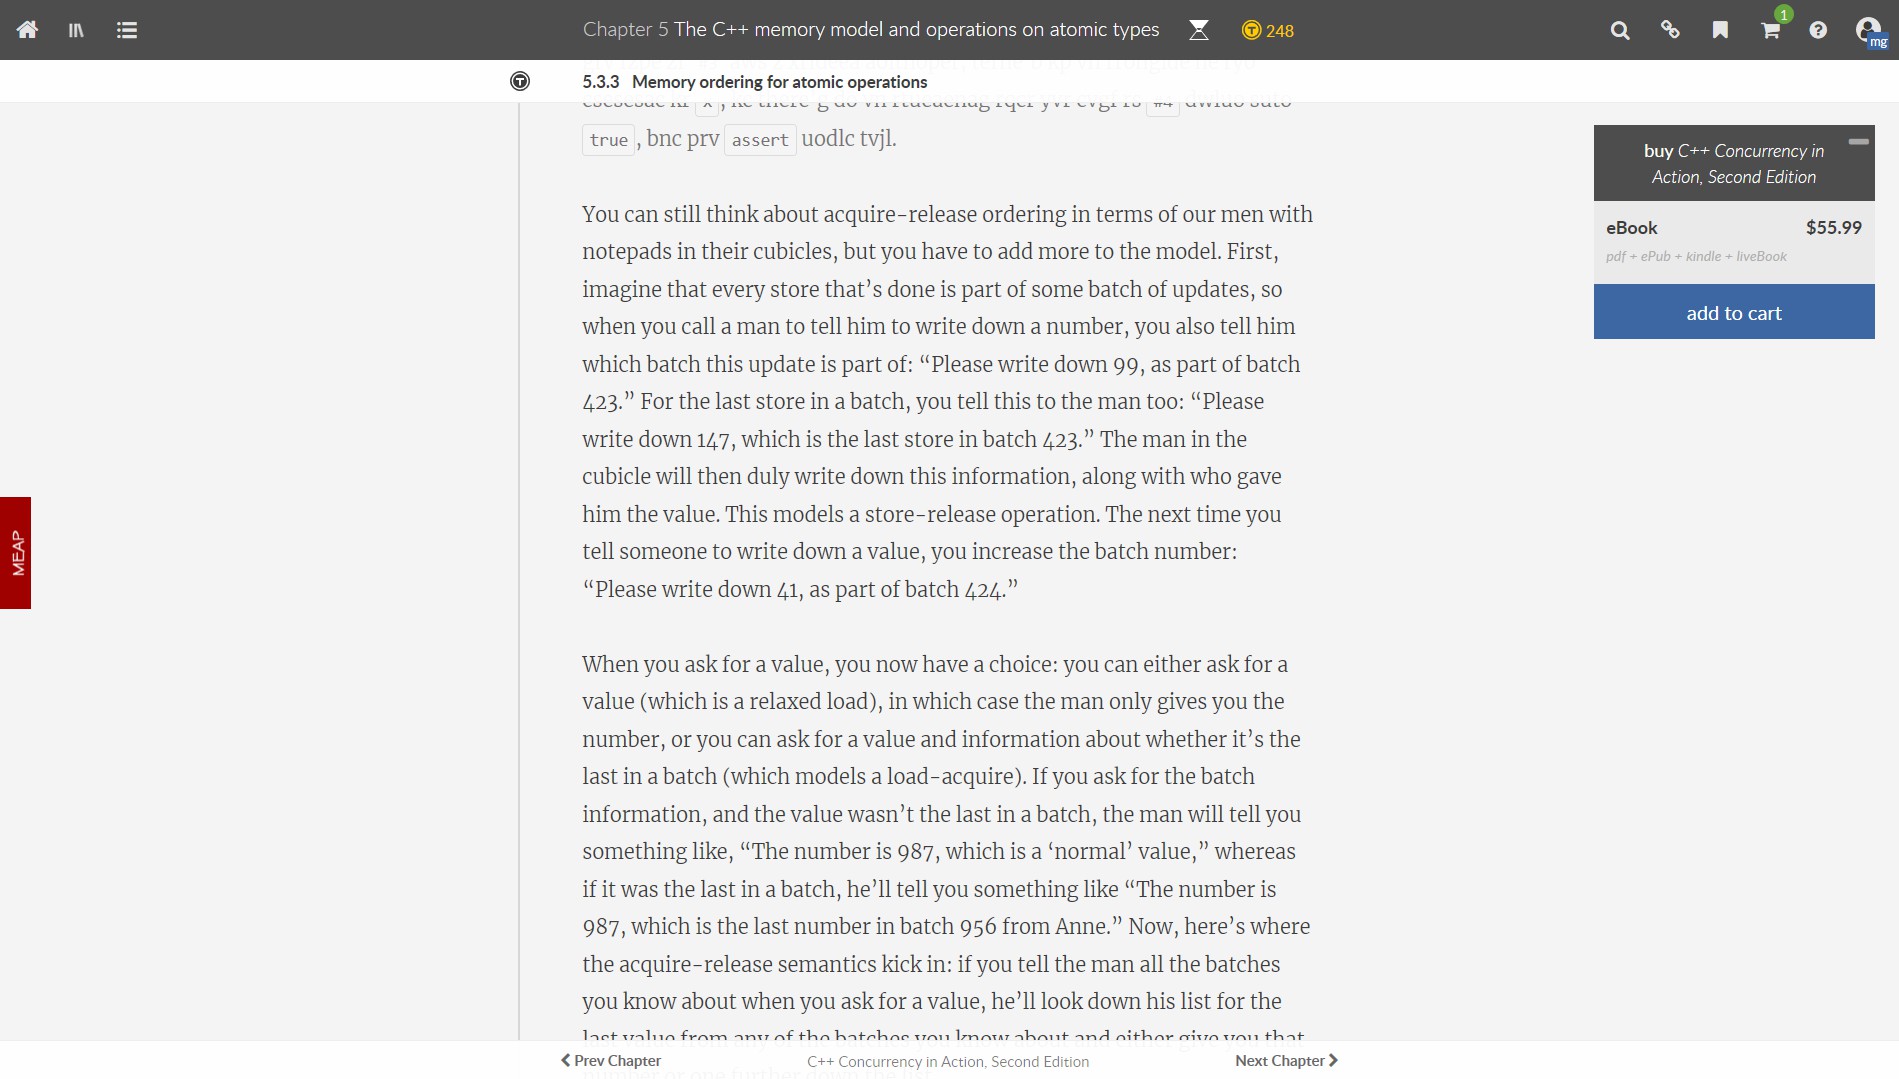 Chapter 5 The C++ memory model and operations on atomic types
248
1
mg
5.3.3 Memory ordering for atomic operations
true , bnc prv assert uodlc tvjl.
You can still think about acquire-release ordering in terms of our men with
notepads in their cubicles, but you have to add more to the model. First,
imagine that every store that’s done is part of some batch of updates, so
when you call a man to tell him to write down a number, you also tell him
which batch this update is part of: “Please write down 99, as part of batch
423.” For the last store in a batch, you tell this to the man too: “Please
write down 147, which is the last store in batch 423.” The man in the
cubicle will then duly write down this information, along with who gave
him the value. This models a store-release operation. The next time you
tell someone to write down a value, you increase the batch number:
“Please write down 41, as part of batch 424.”
When you ask for a value, you now have a choice: you can either ask for a
value (which is a relaxed load), in which case the man only gives you the
number, or you can ask for a value and information about whether it’s the
last in a batch (which models a load-acquire). If you ask for the batch
information, and the value wasn’t the last in a batch, the man will tell you
something like, “The number is 987, which is a ‘normal’ value,” whereas
if it was the last in a batch, he’ll tell you something like “The number is
987, which is the last number in batch 956 from Anne.” Now, here’s where
the acquire-release semantics kick in: if you tell the man all the batches
you know about when you ask for a value, he’ll look down his list for the
last value from any of the batches you know about and either give you that
number or one further down the list.
buy C++ Concurrency in
Action, Second Edition
eBook $55.99
pdf + ePub + kindle + liveBook
add to cart
MEAP
Prev Chapter
C++ Concurrency in Action, Second Edition
Next Chapter